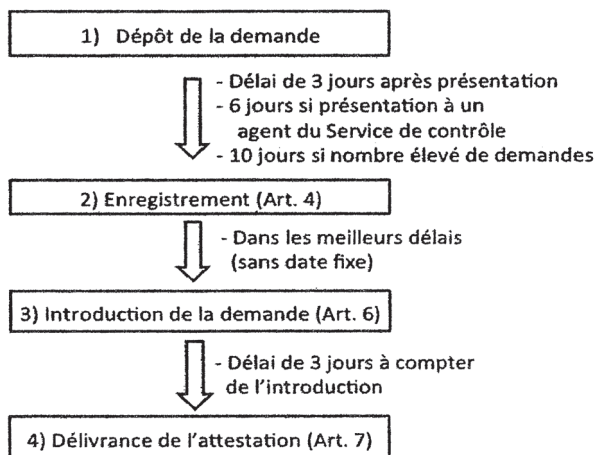 1) Dépôt de la demande
- Délai de 3 jours après présentation
- 6 jours si présentation à un
agent du Service de contrôle
- 10 jours si nombre élevé de demandes
2) Enregistrement (Art. 4)
- Dans les meilleurs délais
(sans date fixe)
3) Introduction de la demande (Art. 6)
- Délai de 3 jours à compter
de l'introduction
4) Délivrance de l'attestation (Art. 7)